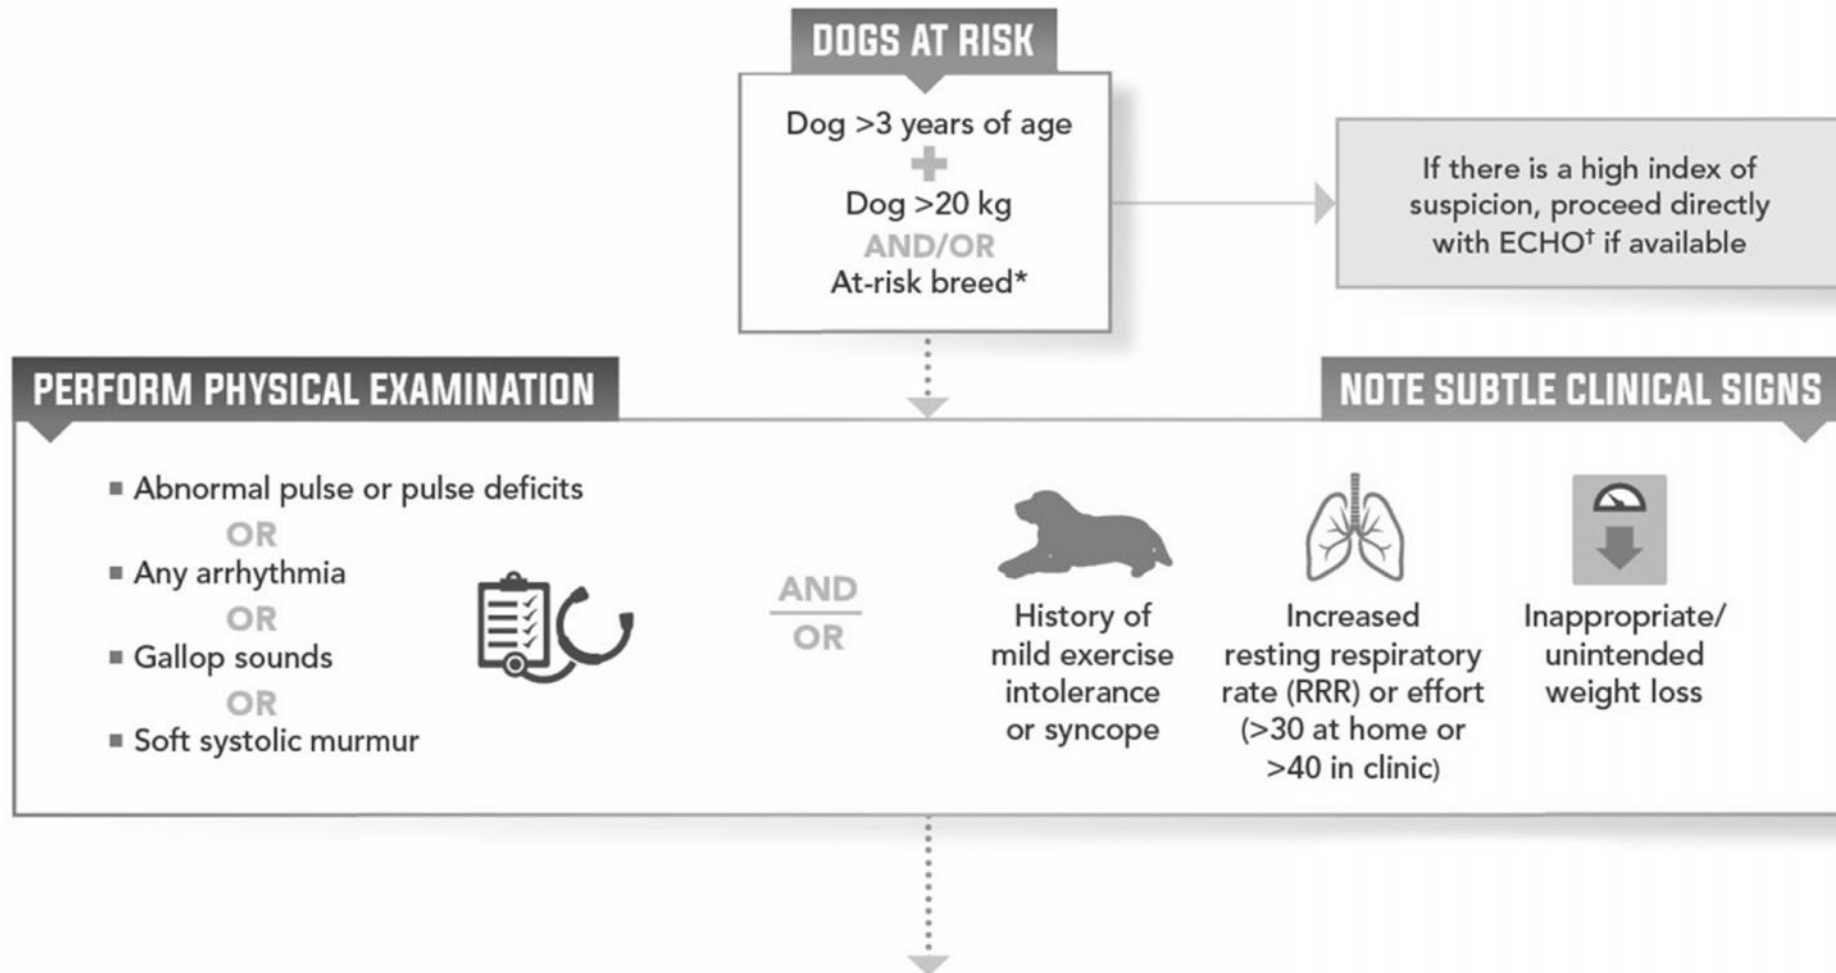 DOGS AT RISK
Dog >3 years of age
+
Dog >20 kg
AND/OR
At-risk breed*
If there is a high index of
suspicion, proceed directly
with ECHO† if available
PERFORM PHYSICAL EXAMINATION
▪ Abnormal pulse or pulse deficits
OR
▪ Any arrhythmia
OR
▪ Gallop sounds
OR
▪ Soft systolic murmur
AND
OR
NOTE SUBTLE CLINICAL SIGNS
History of
mild exercise
intolerance
or syncope
Increased
resting respiratory
rate (RRR) or effort
(>30 at home or
>40 in clinic)
Inappropriate/
unintended
weight loss